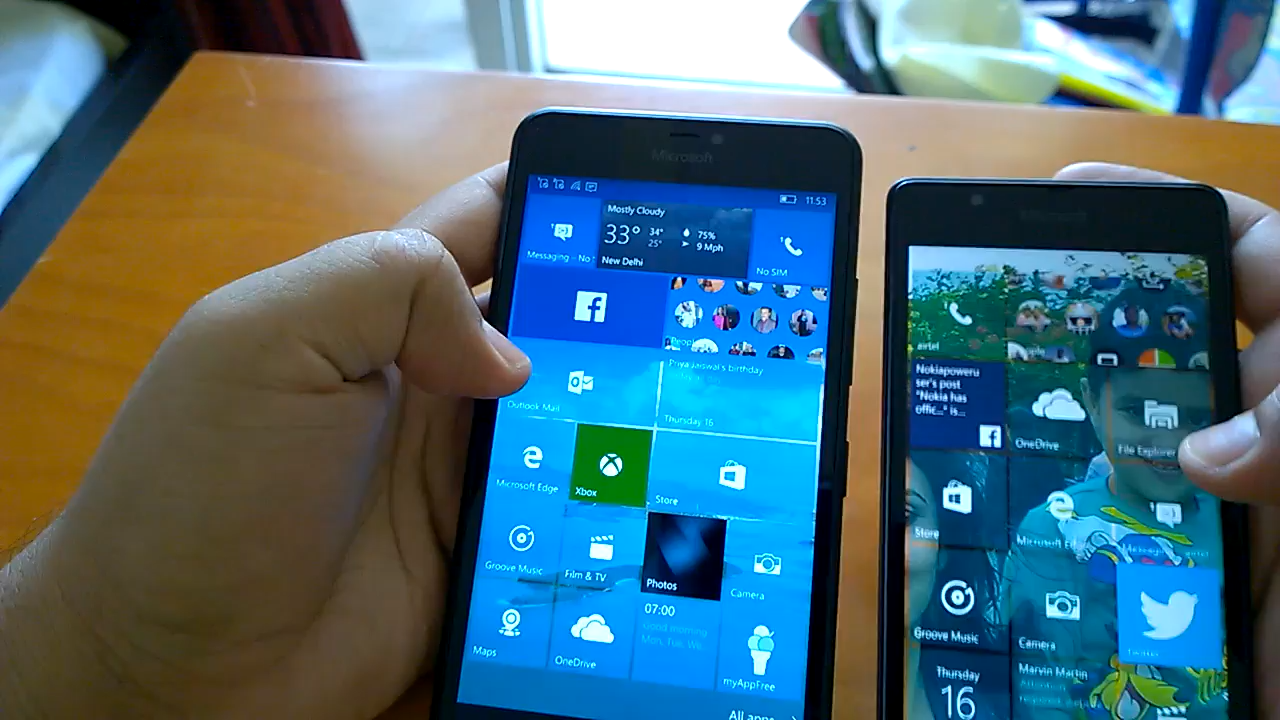 Microsoft
11.53
Mostly Cloudy
33° 34° 75%
25° 9 Mph
New Delhi
Messaging – No
No SIM
People
Outlook Mail
Priya Jaiswal's birthday
Thursday 16
Microsoft Edge
Xbox
Store
Groove Music
Film & TV
Photos
Camera
07:00
Good morning
Mon, Tue, We,
Maps
OneDrive
myAppFree
All apps
Microsoft
airtel
Nokiapoweru
ser's post
"Nokia has
offic..." is...
OneDrive
File Explorer
Store
Microsoft Edge
Groove Music
Camera
Twitter
Thursday
16
Marvin Martin